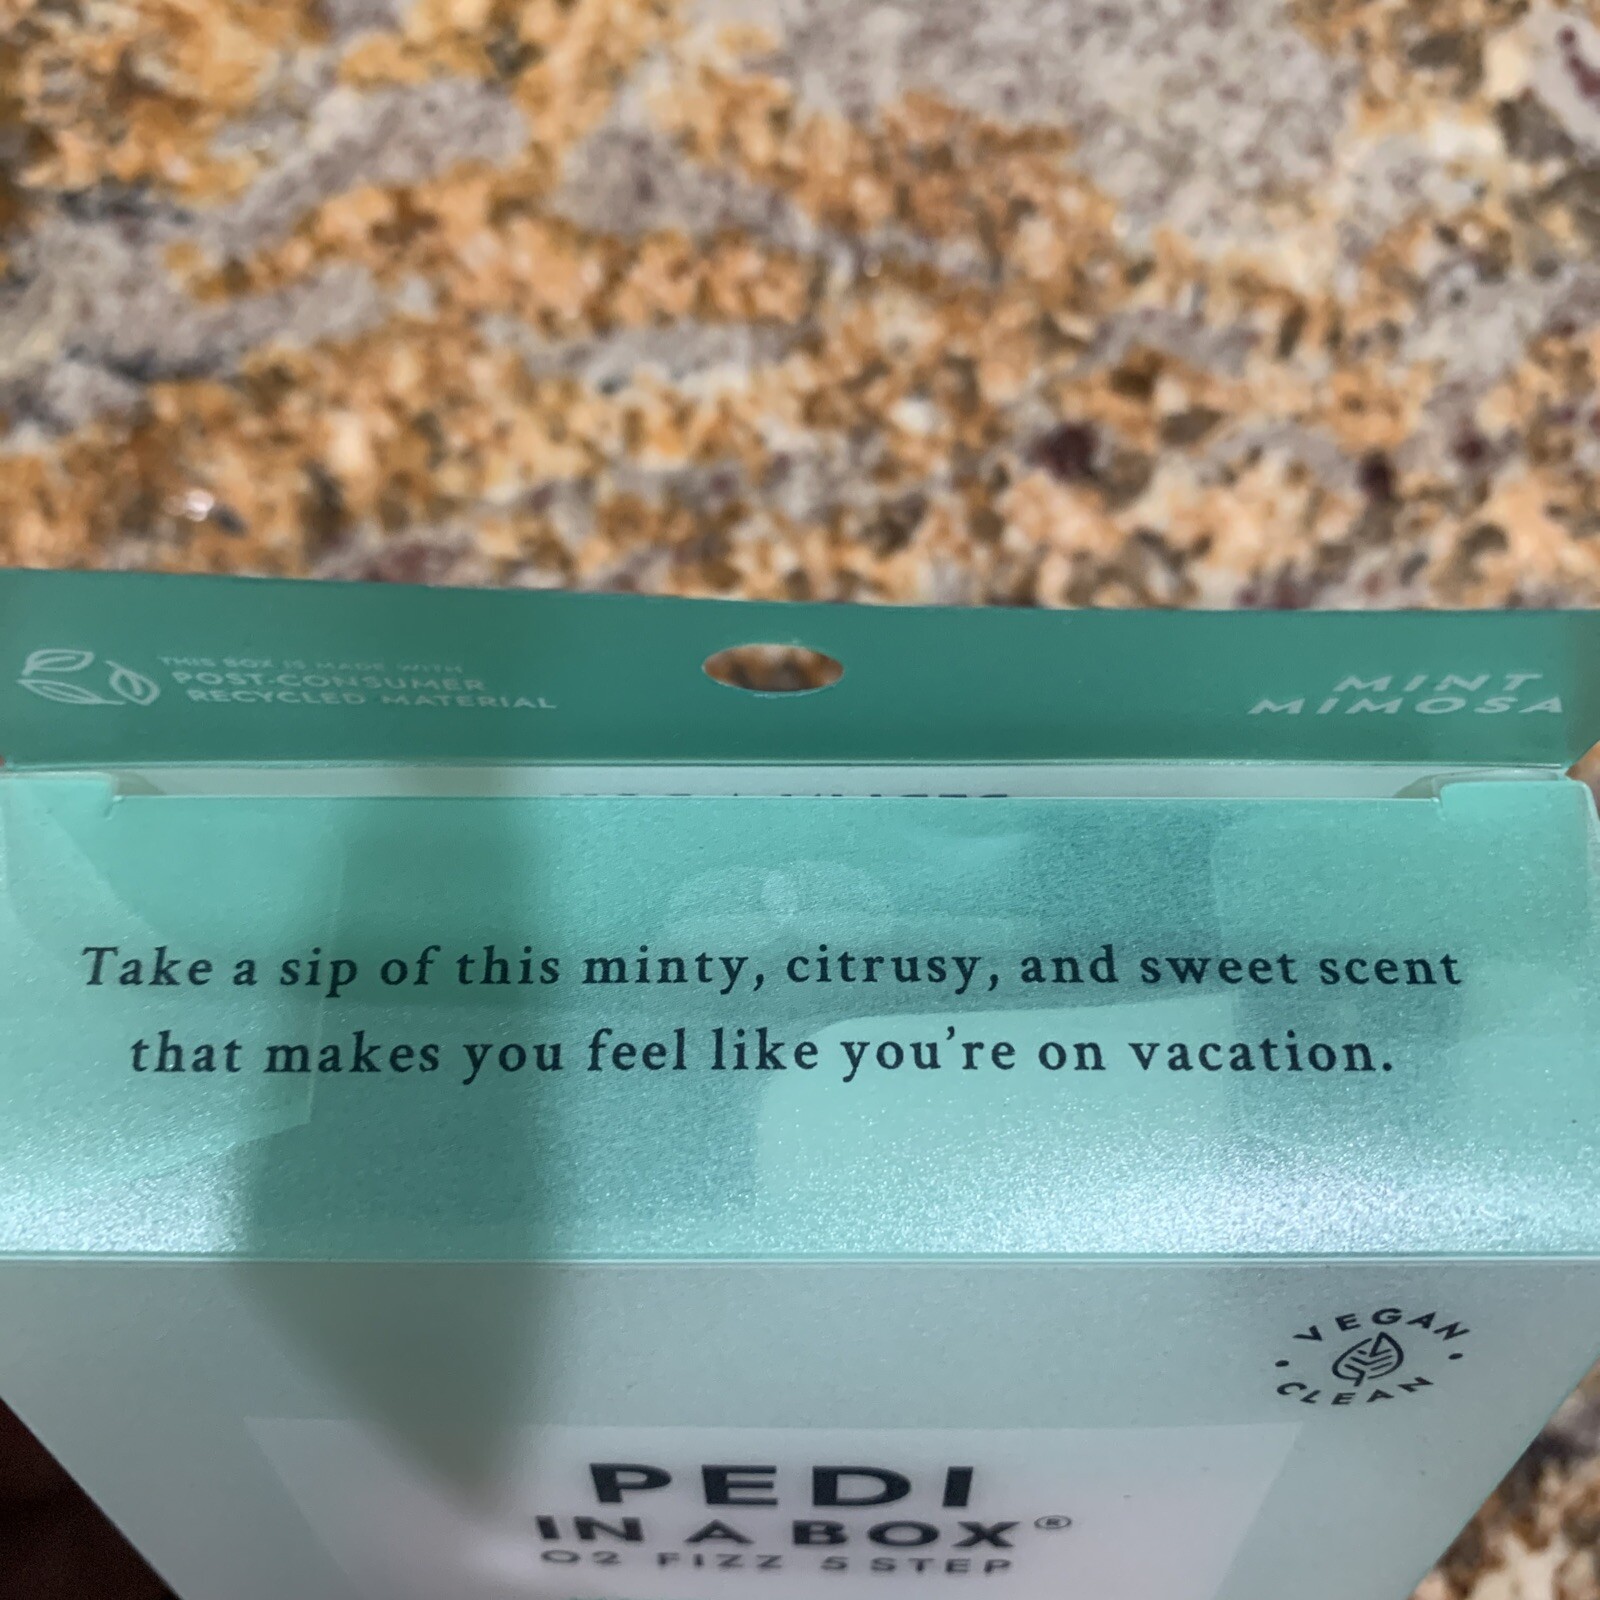 THIS BOX IS MADE WITH
POST-CONSUMER
RECYCLED MATERIAL
MINT
MIMOSA
Take a sip of this minty, citrusy, and sweet scent
that makes you feel like you're on vacation.
VEGAN
CLEAN
PEDI
IN A BOX®
O2 FIZZ 5 STEP